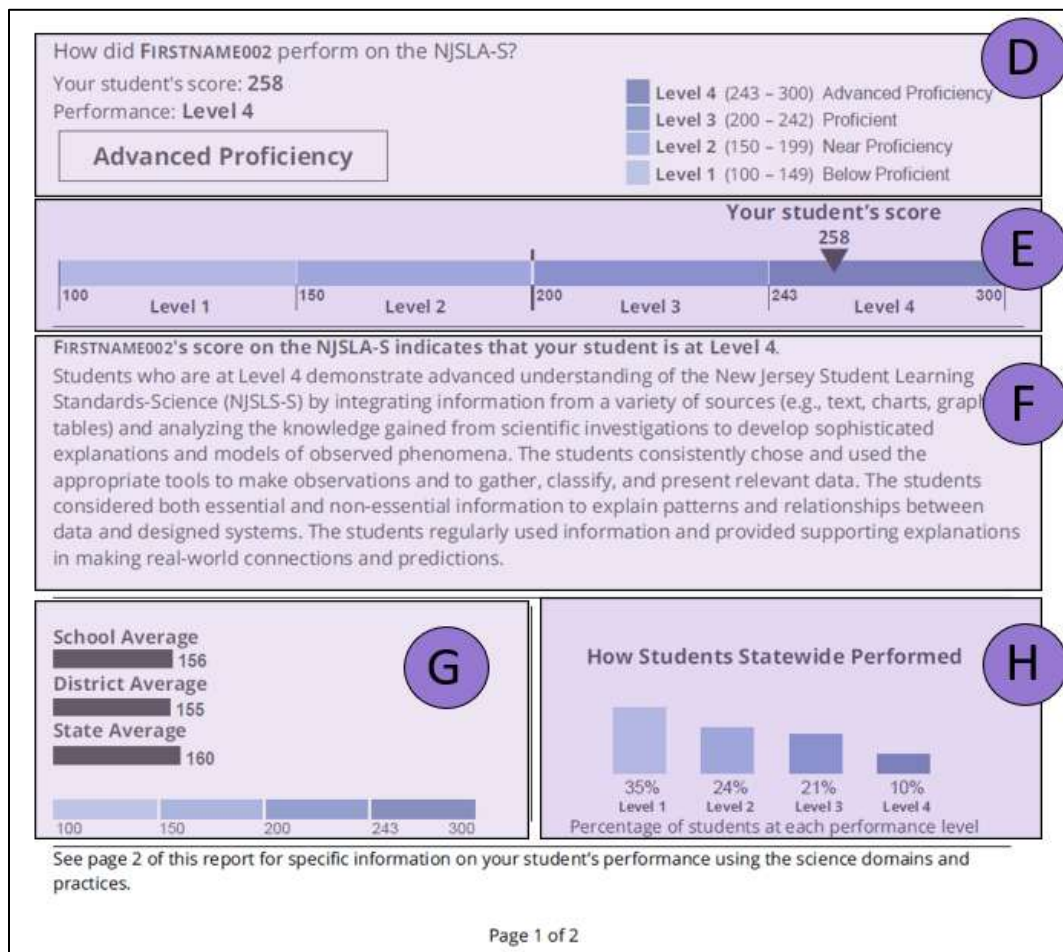 How did FIRSTNAME002 perform on the NJSLA-S?
D
Your student's score: 258
Performance: Level 4
Advanced Proficiency
Level 4 (243 – 300) Advanced Proficiency
Level 3 (200 – 242) Proficient
Level 2 (150 – 199) Near Proficiency
Level 1 (100 – 149) Below Proficient
Your student's score
258
E
100 150 200 243 300
Level 1 Level 2 Level 3 Level 4
FIRSTNAME002's score on the NJSLA-S indicates that your student is at Level 4.
Students who are at Level 4 demonstrate advanced understanding of the New Jersey Student Learning
Standards-Science (NJSLS-S) by integrating information from a variety of sources (e.g., text, charts, grap
F
tables) and analyzing the knowledge gained from scientific investigations to develop sophisticated
explanations and models of observed phenomena. The students consistently chose and used the
appropriate tools to make observations and to gather, classify, and present relevant data. The students
considered both essential and non-essential information to explain patterns and relationships between
data and designed systems. The students regularly used information and provided supporting explanations
in making real-world connections and predictions.
School Average
156
District Average
155
State Average
160
100 150 200 243 300
G
How Students Statewide Performed
H
35% 24% 21% 10%
Level 1 Level 2 Level 3 Level 4
Percentage of students at each performance level
See page 2 of this report for specific information on your student's performance using the science domains and
practices.
Page 1 of 2